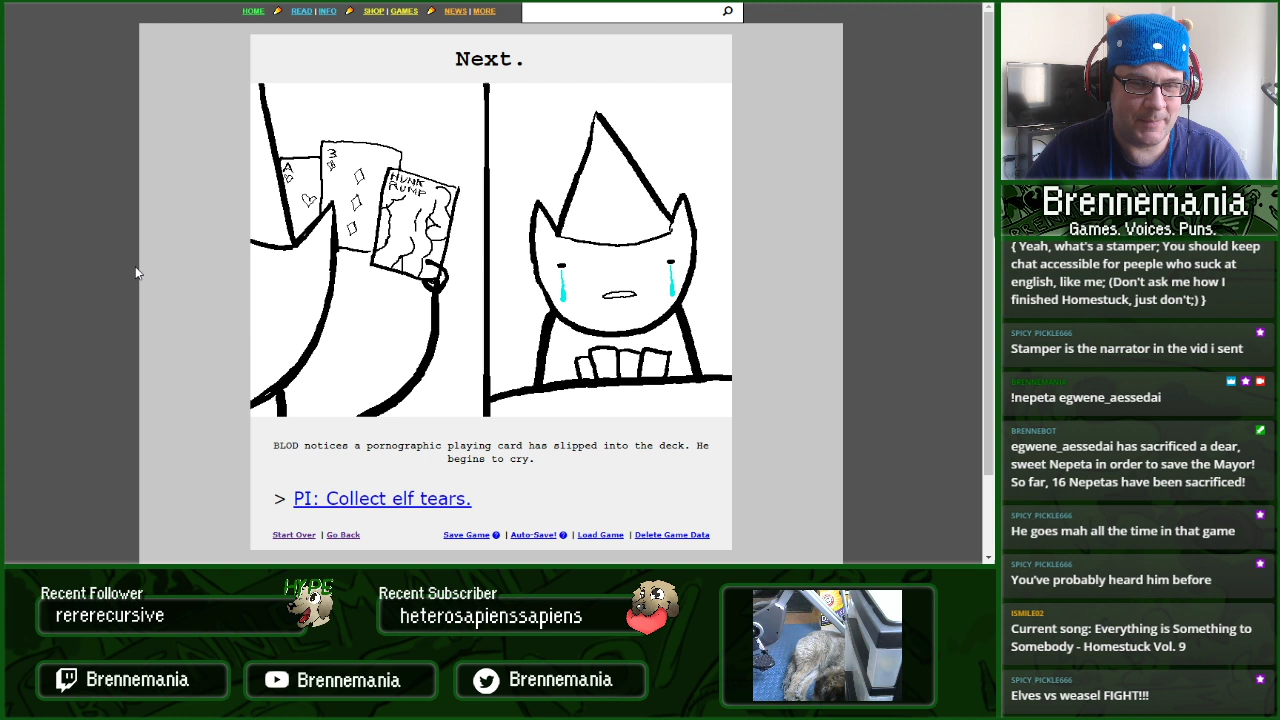 HOME READ | INFO SHOP | GAMES NEWS | MORE
Next.
A
3
HUNK
RUMP
BLOD notices a pornographic playing card has slipped into the deck. He
begins to cry.
> PI: Collect elf tears.
Start Over | Go Back Save Game ? | Auto-Save! ? | Load Game | Delete Game Data
Brennemania
Games. Voices. Puns.
{ Yeah, what's a stamper; You should keep
chat accessible for peeple who suck at
english, like me; (Don't ask me how I
finished Homestuck, just don't;) }
SPICY PICKLE666
Stamper is the narrator in the vid i sent
BRENNEMANIA
!nepeta egwene_aessedai
BRENNEBOT
egwene_aessedai has sacrificed a dear,
sweet Nepeta in order to save the Mayor!
So far, 16 Nepetas have been sacrificed!
SPICY PICKLE666
He goes mah all the time in that game
SPICY PICKLE666
You've probably heard him before
ISMILE02
Current song: Everything is Something to
Somebody - Homestuck Vol. 9
SPICY PICKLE666
Elves vs weasel FIGHT!!!
Recent Follower
HYPE
rererecursive
Recent Subscriber
heterosapienssapiens
Brennemania
Brennemania
Brennemania